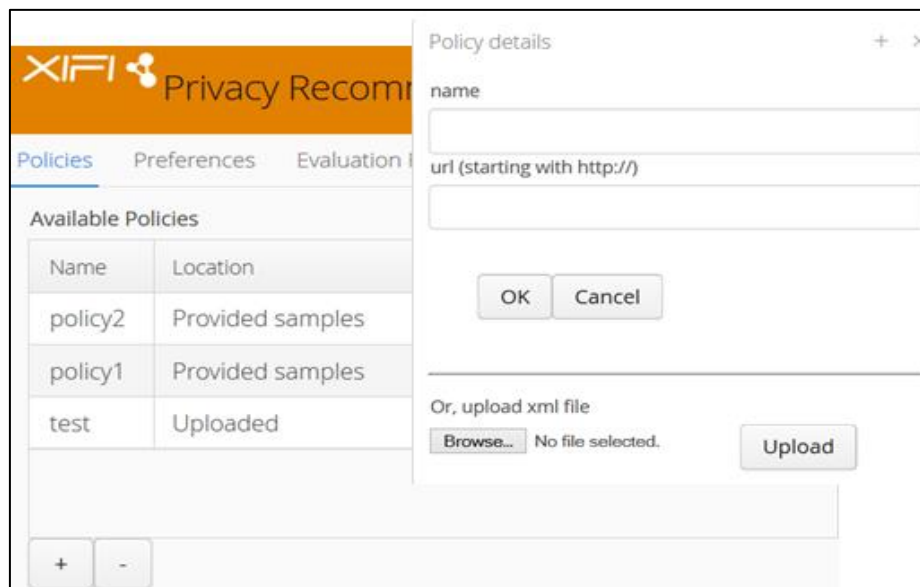 XIFI
Privacy Recom
Policies Preferences Evaluation
Available Policies
Name Location
policy2 Provided samples
policy1 Provided samples
test Uploaded
+ -
Policy details + ×
name
url (starting with http://)
OK Cancel
Or, upload xml file
Browse... No file selected.
Upload